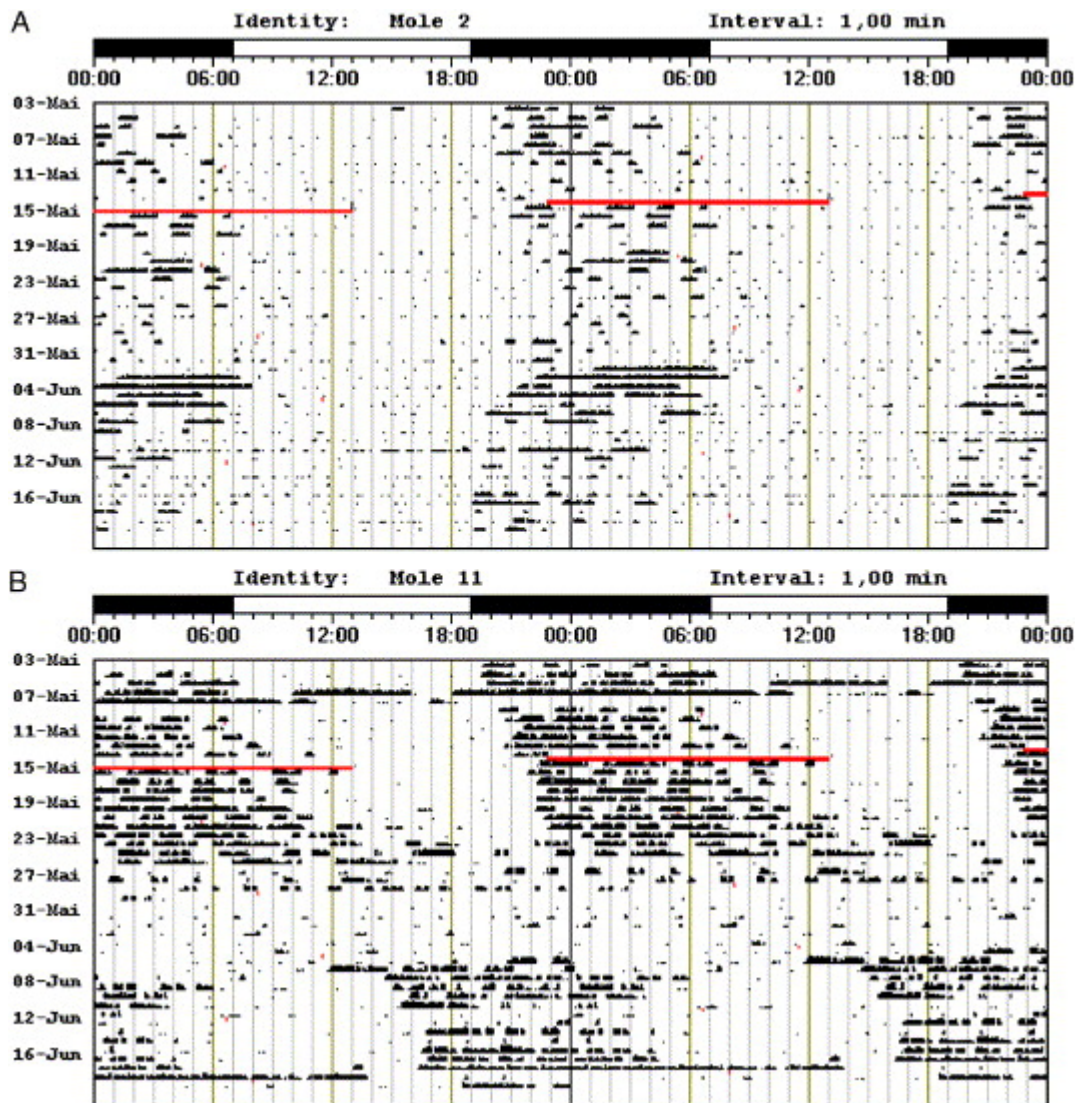 A
Identity: Mole 2 Interval: 1,00 min
00:00 06:00 12:00 18:00 00:00 06:00 12:00 18:00 00:00
03-Mai
07-Mai
11-Mai
15-Mai
19-Mai
23-Mai
27-Mai
31-Mai
04-Jun
08-Jun
12-Jun
16-Jun
B
Identity: Mole 11 Interval: 1,00 min
00:00 06:00 12:00 18:00 00:00 06:00 12:00 18:00 00:00
03-Mai
07-Mai
11-Mai
15-Mai
19-Mai
23-Mai
27-Mai
31-Mai
04-Jun
08-Jun
12-Jun
16-Jun